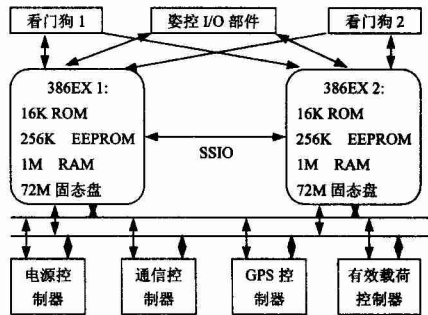 看门狗 1
姿控 I/O 部件
看门狗 2
386EX 1:
16K ROM
256K EEPROM
1M RAM
72M 固态盘
SSIO
386EX 2:
16K ROM
256K EEPROM
1M RAM
72M 固态盘
电源控
制器
通信控
制器
GPS 控
制器
有效载荷
控制器